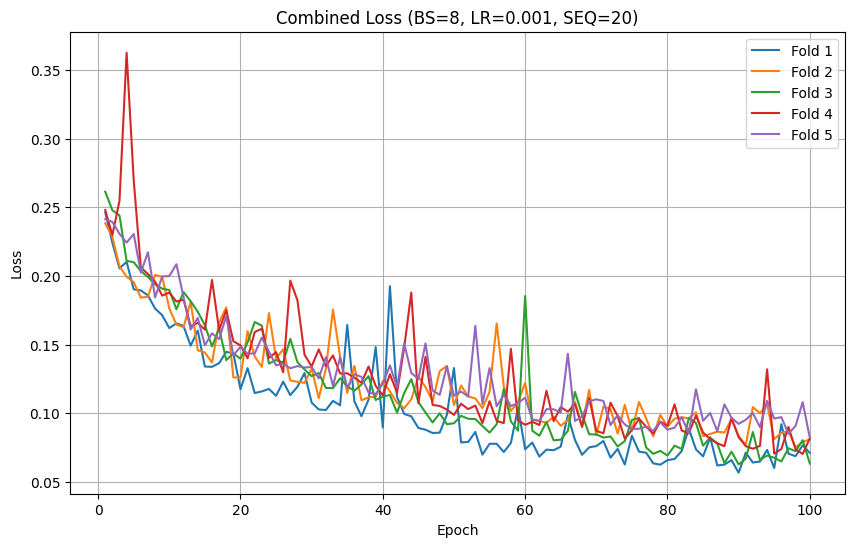 Combined Loss (BS=8, LR=0.001, SEQ=20)
Fold 1
Fold 2
Fold 3
Fold 4
Fold 5
Loss
0.35
0.30
0.25
0.20
0.15
0.10
0.05
0 20 40 60 80 100
Epoch